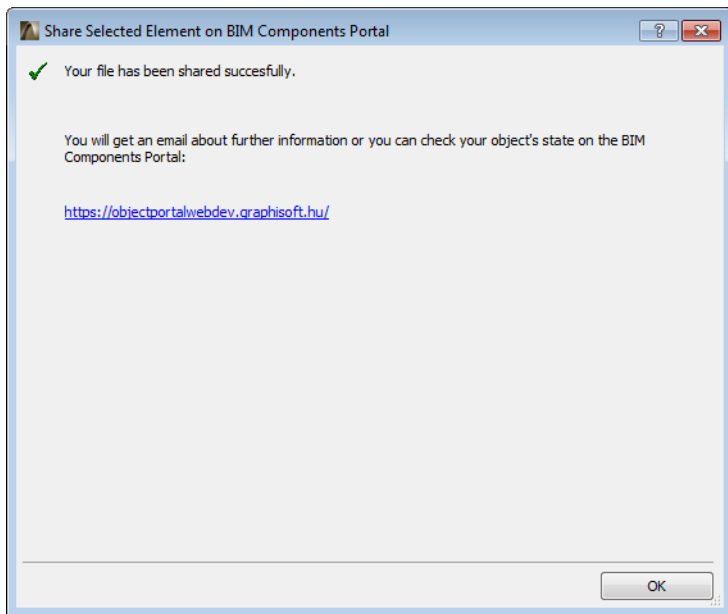 Share Selected Element on BIM Components Portal
Your file has been shared succesfully.
You will get an email about further information or you can check your object's state on the BIM
Components Portal:
https://objectportalwebdev.graphisoft.hu/
OK